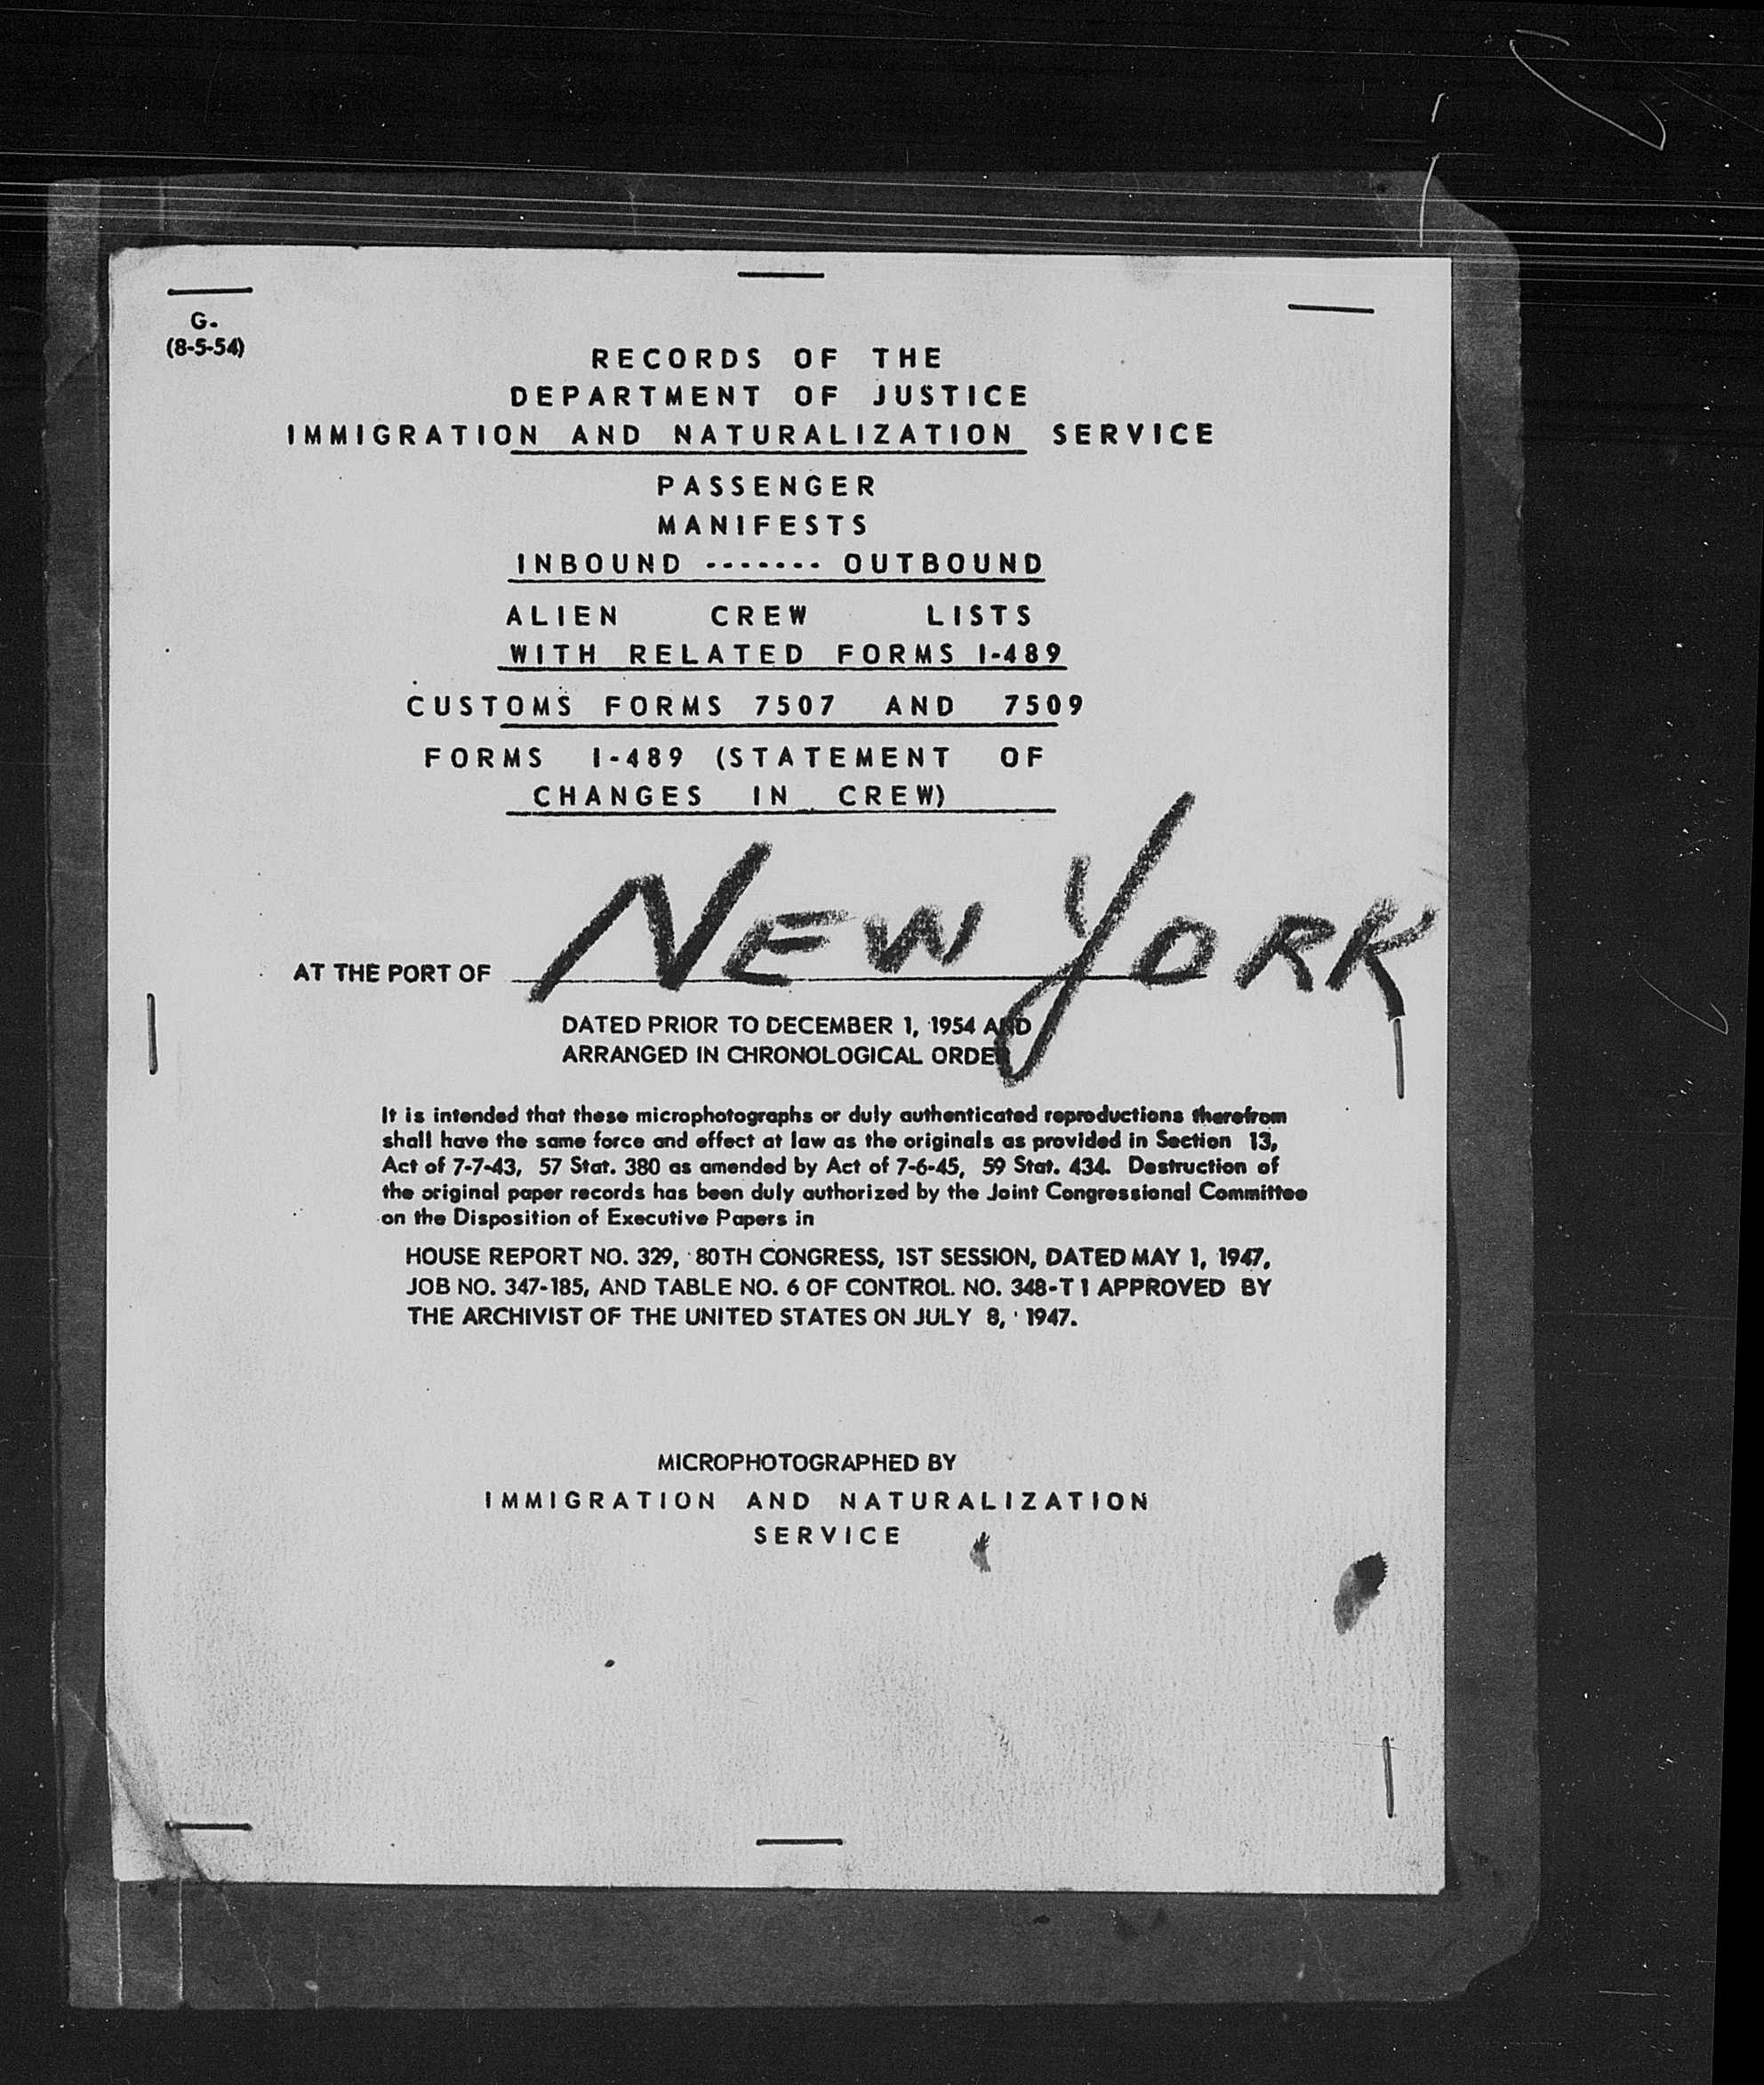 G.
(8-5-54)
RECORDS OF THE
DEPARTMENT OF JUSTICE
IMMIGRATION AND NATURALIZATION SERVICE
PASSENGER
MANIFESTS
INBOUND ------- OUTBOUND
ALIEN CREW LISTS
WITH RELATED FORMS I-489
CUSTOMS FORMS 7507 AND 7509
FORMS I-489 (STATEMENT OF
CHANGES IN CREW)
AT THE PORT OF NEW YORK
DATED PRIOR TO DECEMBER 1, 1954 AND
ARRANGED IN CHRONOLOGICAL ORDER
It is intended that these microphotographs or duly authenticated reproductions therefrom
shall have the same force and effect at law as the originals as provided in Section 13,
Act of 7-7-43, 57 Stat. 380 as amended by Act of 7-6-45, 59 Stat. 434. Destruction of
the original paper records has been duly authorized by the Joint Congressional Committee
on the Disposition of Executive Papers in
HOUSE REPORT NO. 329, 80TH CONGRESS, 1ST SESSION, DATED MAY 1, 1947,
JOB NO. 347-185, AND TABLE NO. 6 OF CONTROL NO. 348-T1 APPROVED BY
THE ARCHIVIST OF THE UNITED STATES ON JULY 8, 1947.
MICROPHOTOGRAPHED BY
IMMIGRATION AND NATURALIZATION
SERVICE